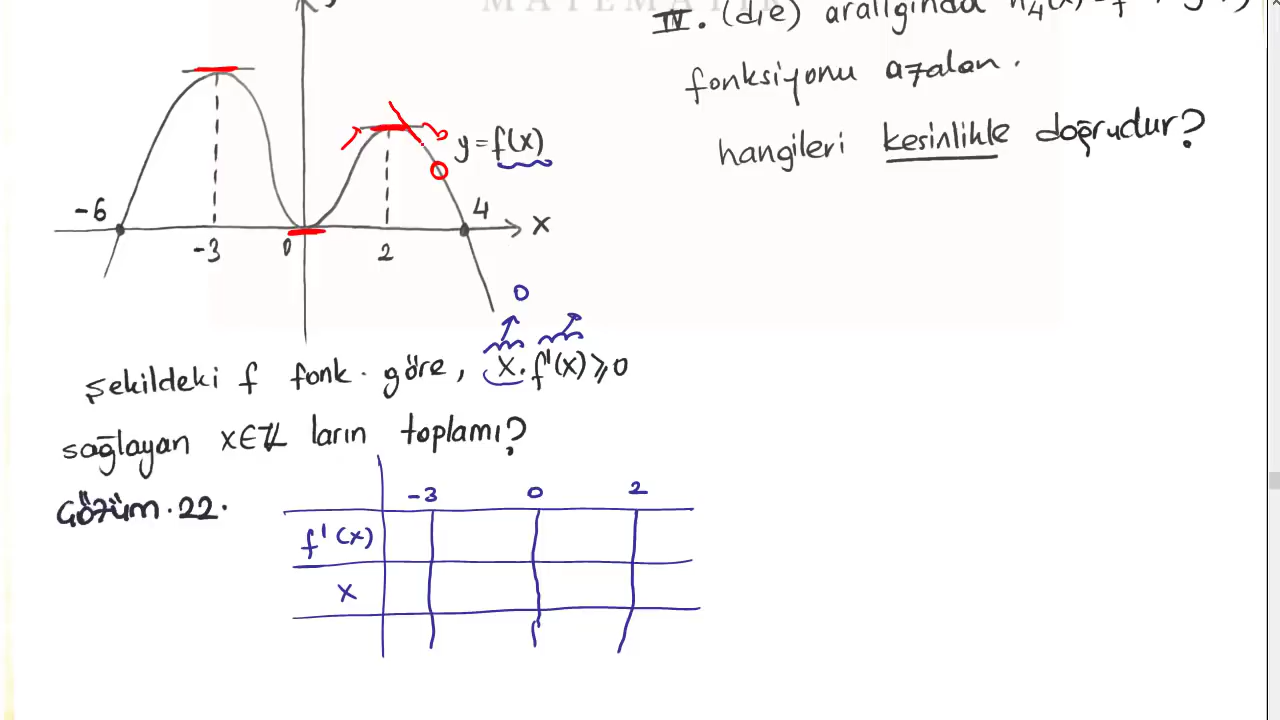 MATEMATİK
IV. (d,e) aralığında
fonksiyonu azalan.
hangileri kesinlikle doğrudur?
y
y=f(x)
-6
4
x
-3
0
2
0
şekildeki f fonk. göre, x.f'(x)≥0
sağlayan x∈ℤ ların toplamı?
Çözüm.22.
-3 0 2
f'(x)
x